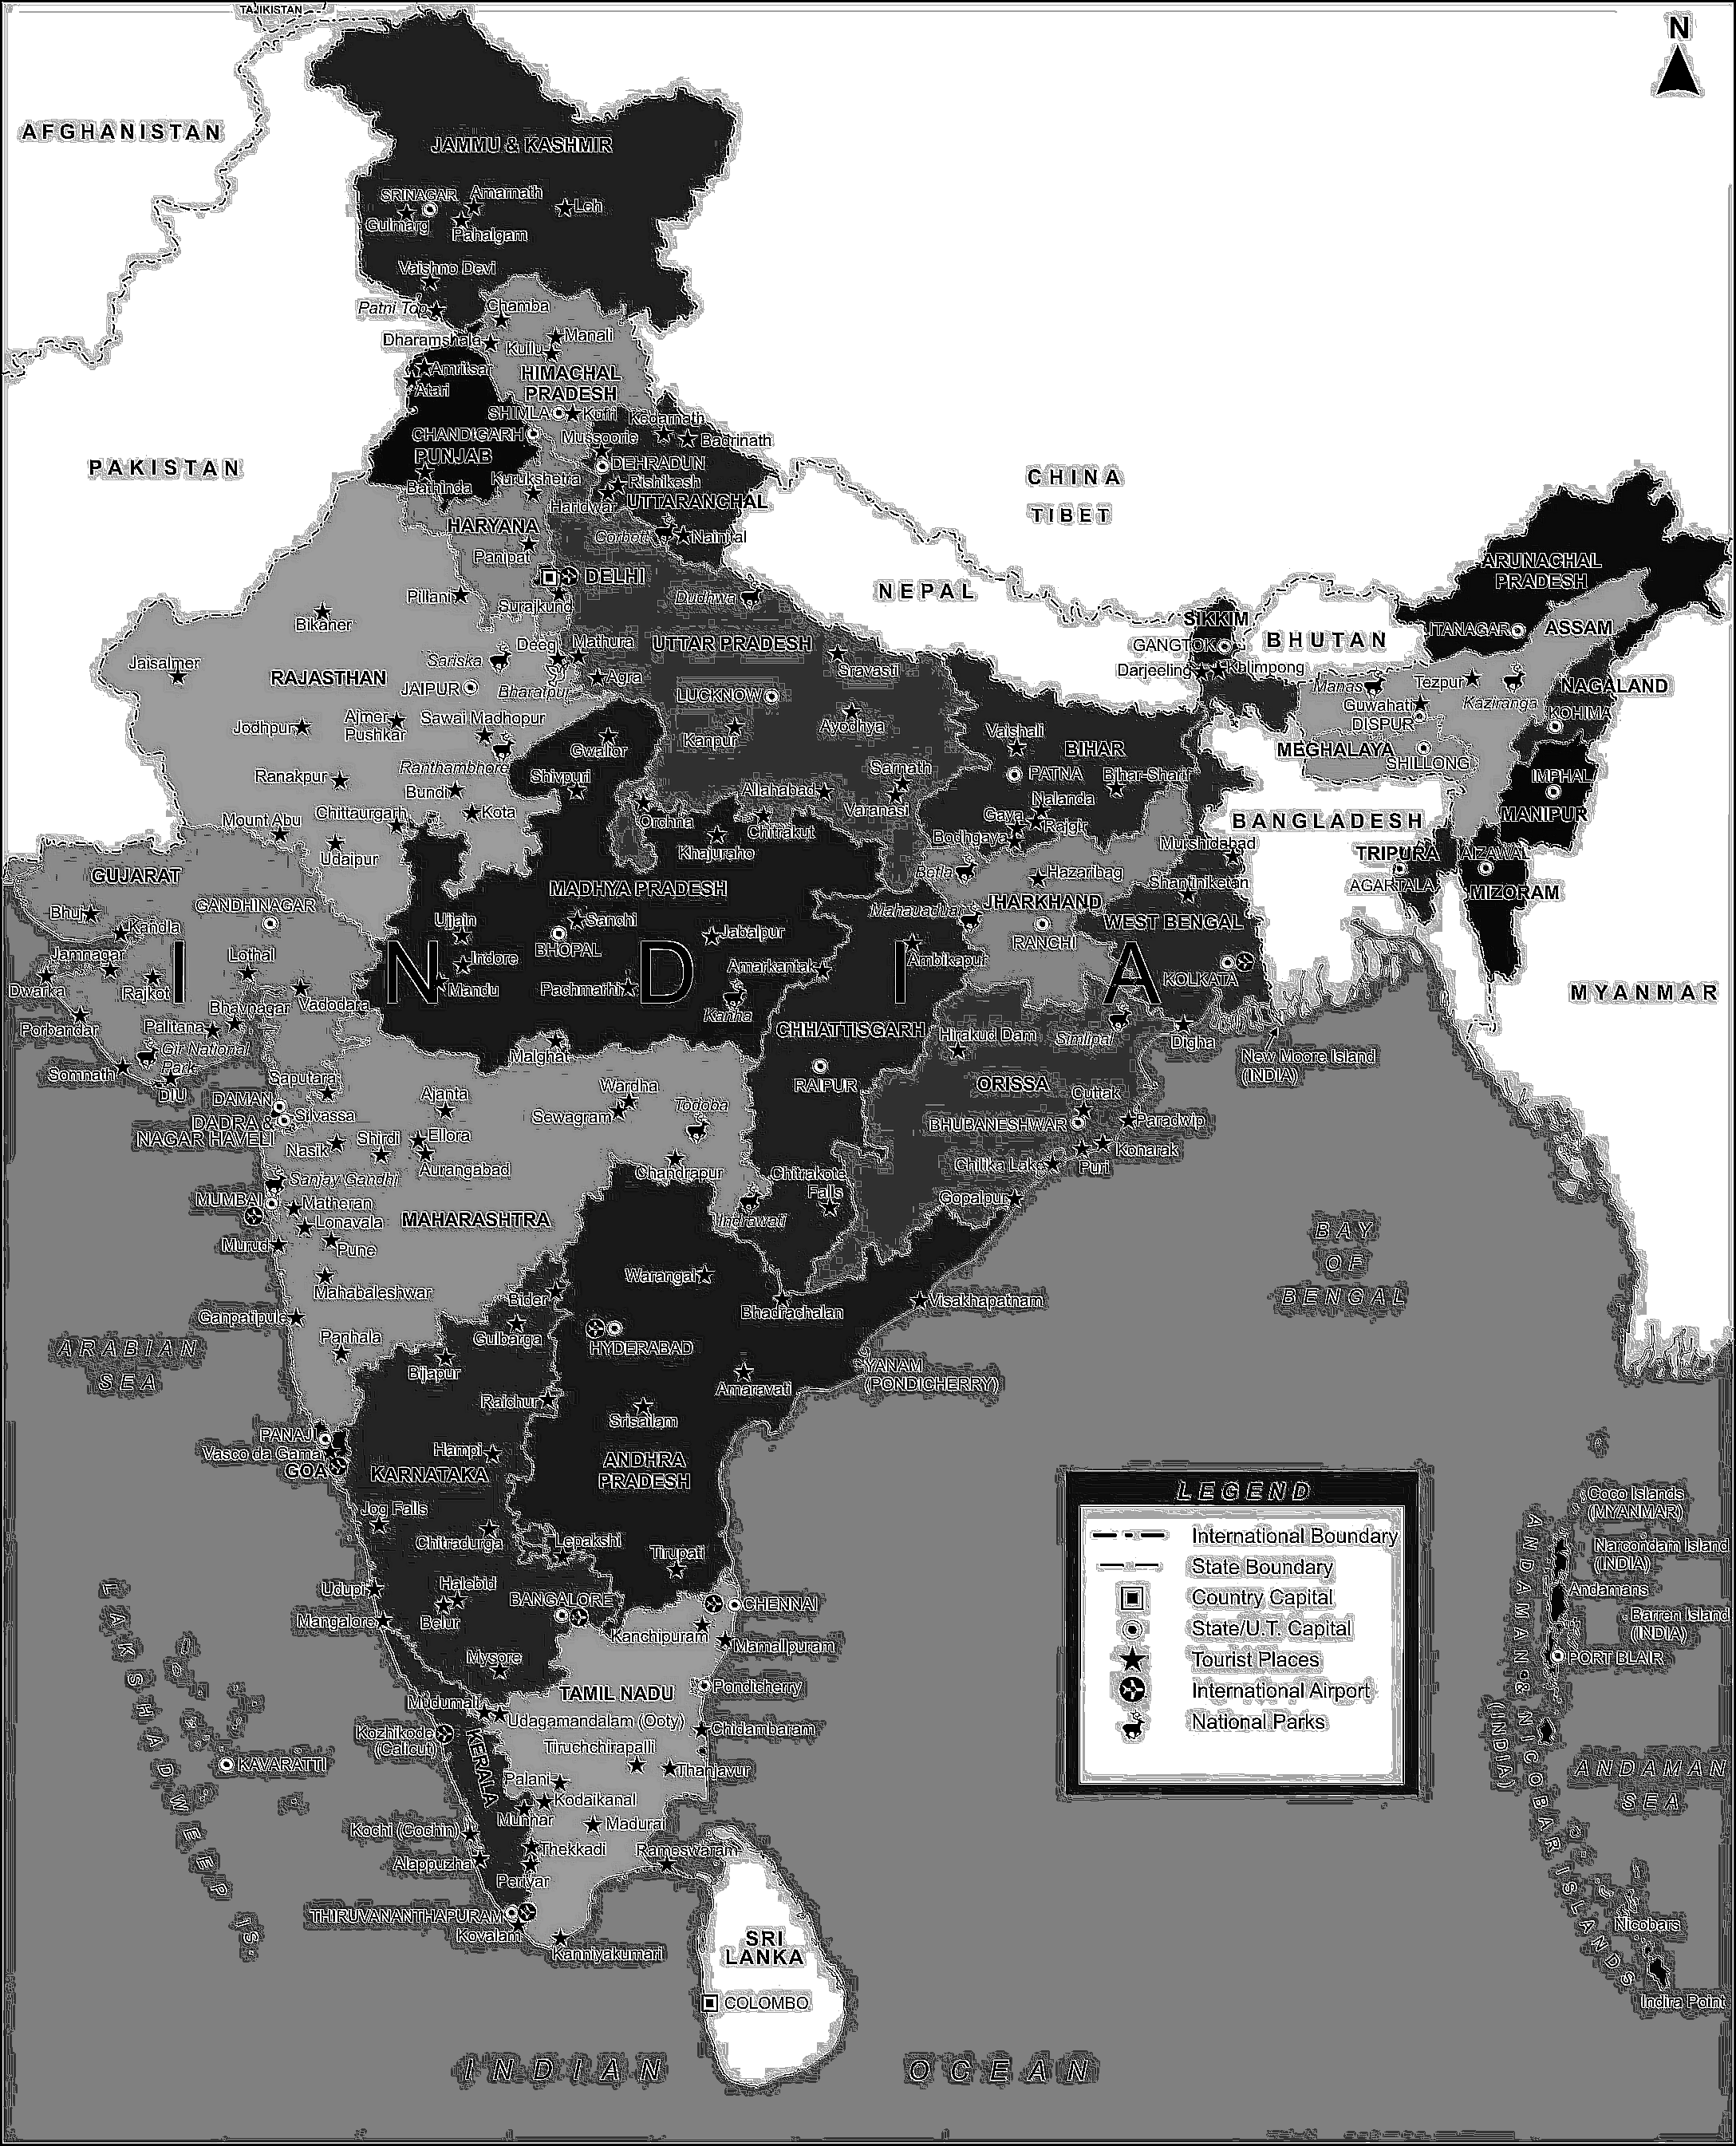 TAJIKISTAN
N
AFGHANISTAN
JAMMU & KASHMIR
SRINAGAR
Amarnath
Leh
Gulmarg
Pahalgam
Vaishno Devi
Patni Top
Chamba
Dharamshala
Manali
Kullu
Amritsar
Atari
HIMACHAL
PRADESH
SHIMLA
Kufri
Kedarnath
Badrinath
CHANDIGARH
Mussoorie
PUNJAB
DEHRADUN
PAKISTAN
CHINA
TIBET
Bathinda
Kurukshetra
Rishikesh
Haridwar
UTTARANCHAL
HARYANA
Corbett
Nainital
Panipat
DELHI
NEPAL
ARUNACHAL
PRADESH
Pillani
Surajkund
Dudhwa
Bikaner
SIKKIM
ITANAGAR
ASSAM
Deeg
Mathura
UTTAR PRADESH
GANGTOK
BHUTAN
Jaisalmer
Sariska
Sravasti
Darjeeling
Kalimpong
RAJASTHAN
JAIPUR
Bharatpur
Agra
LUCKNOW
Manas
Tezpur
Kaziranga
NAGALAND
Guwahati
DISPUR
KOHIMA
Jodhpur
Ajmer
Pushkar
Sawai Madhopur
Gwalior
Kanpur
Ayodhya
Vaishali
BIHAR
MEGHALAYA
SHILLONG
Ranthambhore
Ranakpur
Shivpuri
Sarnath
PATNA
Bihar-Sharif
IMPHAL
Bundi
Allahabad
Varanasi
Nalanda
MANIPUR
Mount Abu
Chittaurgarh
Kota
Orchha
Chitrakut
Gaya
Rajgir
Bodhgaya
BANGLADESH
Udaipur
Khajuraho
Murshidabad
TRIPURA
AIZAWAL
GUJARAT
MADHYA PRADESH
Betla
Hazaribag
Shantiniketan
AGARTALA
MIZORAM
GANDHINAGAR
Bhuj
Kandla
Ujjain
Sanchi
BHOPAL
Jabalpur
Mahauaduar
JHARKHAND
RANCHI
WEST BENGAL
INDIA
Jamnagar
Lothal
Indore
Amarkantak
Ambikapur
KOLKATA
Dwarka
Rajkot
Vadodara
Mandu
Pachmarhi
Kanha
MYANMAR
Porbandar
Bhavnagar
Palitana
CHHATTISGARH
Hirakud Dam
Simlipal
Digha
Gir National
Park
Malghat
New Moore Island
(INDIA)
Somnath
DIU
Saputara
Wardha
RAIPUR
ORISSA
DAMAN
Silvassa
Ajanta
Sewagram
Todoba
Cuttak
DADRA &
NAGAR HAVELI
BHUBANESHWAR
Paradwip
Nasik
Shirdi
Ellora
Aurangabad
Konarak
Puri
Chilika Lake
Sanjay Gandhi
Chandrapur
Chitrakote
Falls
MUMBAI
Matheran
Gopalpur
Lonavala
MAHARASHTRA
Indrawati
Murud
Pune
BAY
OF
BENGAL
Warangal
Mahabaleshwar
Bider
Bhadrachalan
Visakhapatnam
Ganpatipule
Panhala
Gulbarga
HYDERABAD
ARABIAN
SEA
Bijapur
YANAM
(PONDICHERRY)
Amaravati
Raichur
Srisailam
PANAJI
Vasco da Gama
GOA
Hampi
KARNATAKA
ANDHRA
PRADESH
Jog Falls
Chitradurga
Lepakshi
Tirupati
Udupi
Halebid
Belur
BANGALORE
CHENNAI
Mangalore
Kanchipuram
Mamallpuram
Mysore
TAMIL NADU
Pondicherry
Mudumali
Udagamandalam (Ooty)
Chidambaram
Kozhikode
(Calicut)
KERALA
Tiruchchirapalli
Thanjavur
LAKSHADWEEP IS.
KAVARATTI
Palani
Kodaikanal
Munnar
Madurai
Kochi (Cochin)
Thekkadi
Rameswaram
Alappuzha
Periyar
THIRUVANANTHAPURAM
Kovalam
Kanniyakumari
SRI
LANKA
COLOMBO
INDIAN OCEAN
LEGEND
International Boundary
State Boundary
Country Capital
State/U.T. Capital
Tourist Places
International Airport
National Parks
Coco Islands
(MYANMAR)
Narcondam Island
(INDIA)
Andamans
Barren Island
(INDIA)
PORT BLAIR
ANDAMAN & NICOBAR ISLANDS
(INDIA)
ANDAMAN
SEA
Nicobars
Indira Point